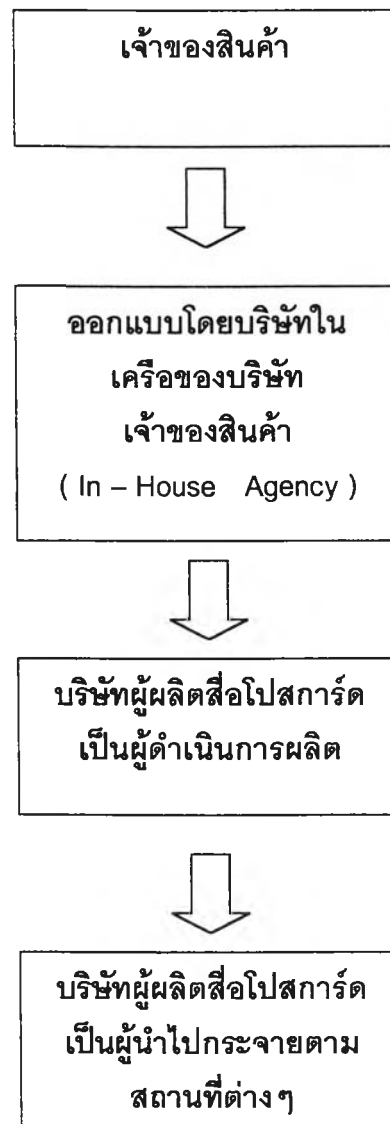 เจ้าของสินค้า
ออกแบบโดยบริษัทใน
เครือของบริษัท
เจ้าของสินค้า
( In – House Agency )
บริษัทผู้ผลิตสื่อโปสการ์ด
เป็นผู้ดำเนินการผลิต
บริษัทผู้ผลิตสื่อโปสการ์ด
เป็นผู้นำไปกระจายตาม
สถานที่ต่างๆ